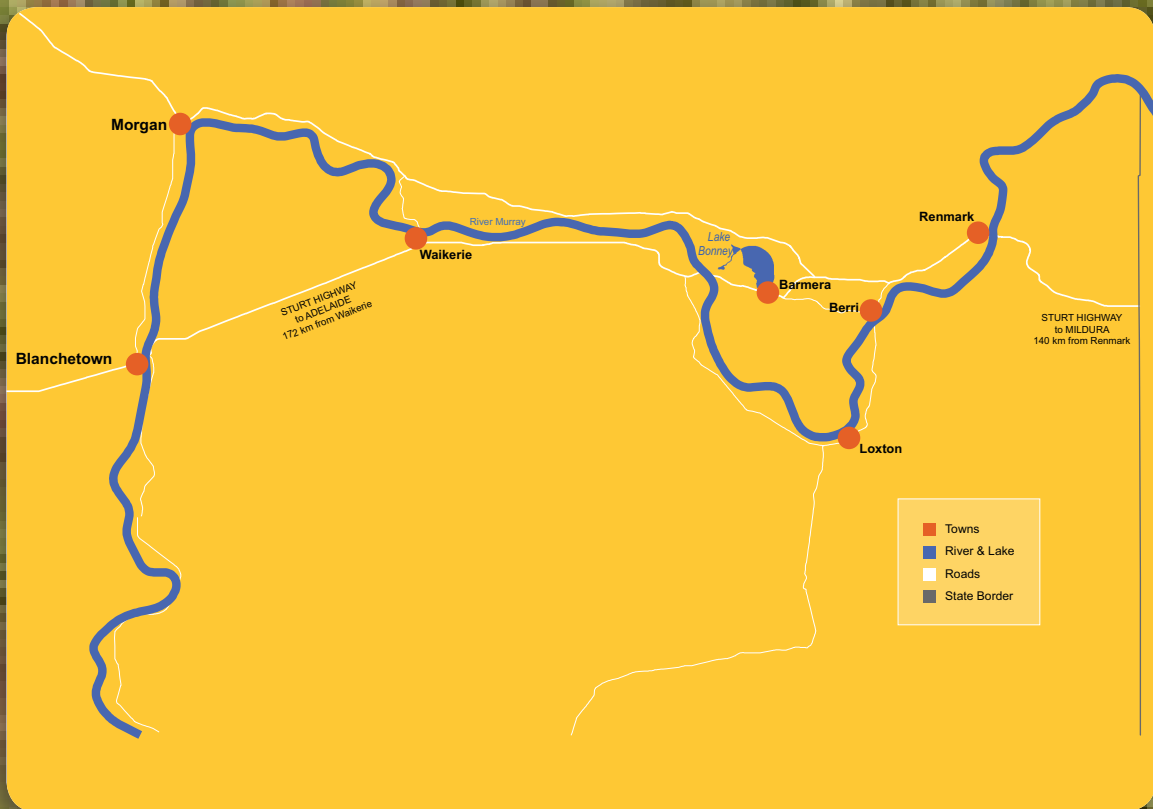 Morgan
Renmark
River Murray
Lake
Bonney
Waikerie
Barmera
STURT HIGHWAY
to ADELAIDE
172 km from Waikerie
Berri
STURT HIGHWAY
to MILDURA
140 km from Renmark
Blanchetown
Loxton
Towns
River & Lake
Roads
State Border